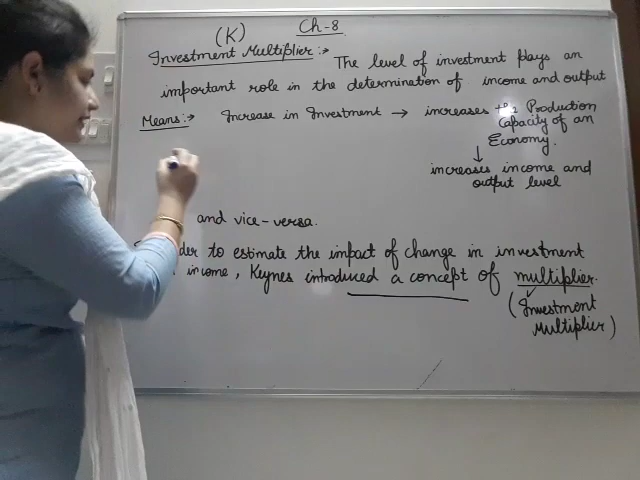 (K) Ch-8
Investment Multiplier:→ The level of investment plays an
important role in the determination of income and output
Means:→ Increase in Investment → increases the Production
Capacity of an
Economy.
↓
increases income and
output level
and vice-versa.
to estimate the impact of change in investment
income, Keynes introduced a concept of multiplier.
(Investment
Multiplier)